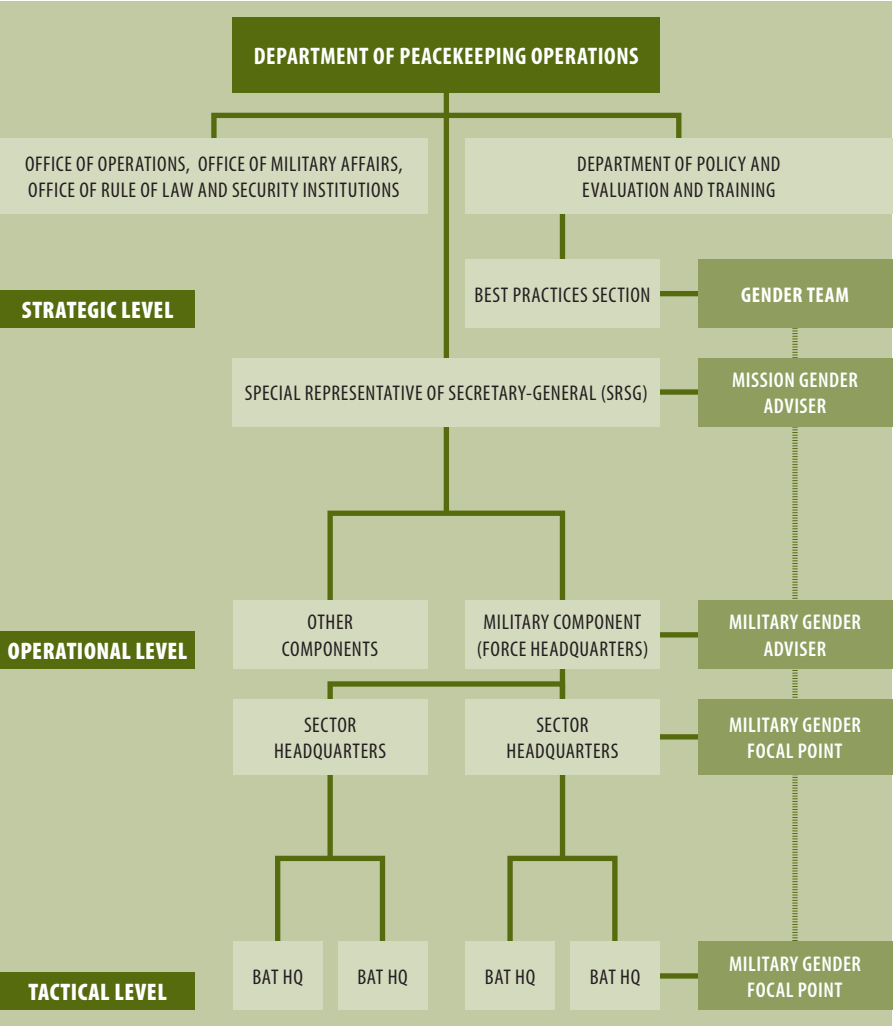 DEPARTMENT OF PEACEKEEPING OPERATIONS
OFFICE OF OPERATIONS, OFFICE OF MILITARY AFFAIRS,
OFFICE OF RULE OF LAW AND SECURITY INSTITUTIONS
DEPARTMENT OF POLICY AND
EVALUATION AND TRAINING
STRATEGIC LEVEL
BEST PRACTICES SECTION
GENDER TEAM
SPECIAL REPRESENTATIVE OF SECRETARY-GENERAL (SRSG)
MISSION GENDER
ADVISER
OPERATIONAL LEVEL
OTHER
COMPONENTS
MILITARY COMPONENT
(FORCE HEADQUARTERS)
MILITARY GENDER
ADVISER
SECTOR
HEADQUARTERS
SECTOR
HEADQUARTERS
MILITARY GENDER
FOCAL POINT
TACTICAL LEVEL
BAT HQ
BAT HQ
BAT HQ
BAT HQ
MILITARY GENDER
FOCAL POINT